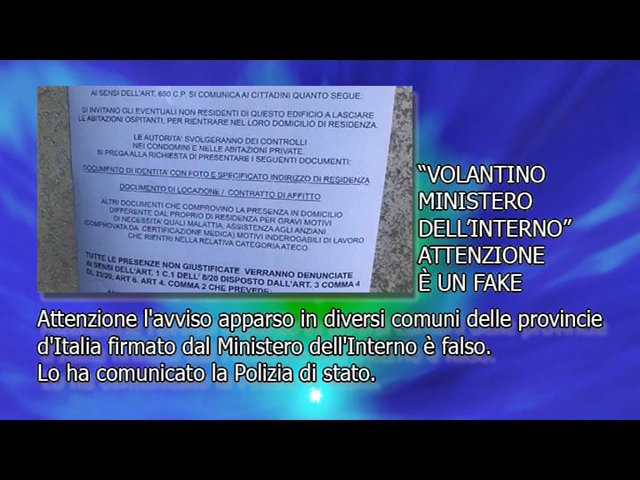 AI SENSI DELL'ART. 650 C.P. SI COMUNICA AI CITTADINI QUANTO SEGUE:
SI INVITANO GLI EVENTUALI NON RESIDENTI DI QUESTO EDIFICIO A LASCIARE
LE ABITAZIONI OSPITANTI, PER RIENTRARE NEL LORO DOMICILIO DI RESIDENZA.
LE AUTORITA' SVOLGERANNO DEI CONTROLLI
NEI CONDOMINI E NELLE ABITAZIONI PRIVATE.
SI PREGA ALLA RICHIESTA DI PRESENTARE I SEGUENTI DOCUMENTI:
DOCUMENTO DI IDENTITA' CON FOTO E SPECIFICATO INDIRIZZO DI RESIDENZA
DOCUMENTO DI LOCAZIONE / CONTRATTO DI AFFITTO
ALTRI DOCUMENTI CHE COMPROVINO LA PRESENZA IN DOMICILIO
DIFFERENTE DAL PROPRIO DI RESIDENZA PER GRAVI MOTIVI
DI NECESSITA' QUALI MALATTIA, ASSISTENZA AGLI ANZIANI
COMPROVATA DA CERTIFICAZIONE MEDICA) MOTIVI INDEROGABILI DI LAVORO
CHE RIENTRI NELLA RELATIVA CATEGORIA ATECO
TUTTE LE PRESENZE NON GIUSTIFICATE VERRANNO DENUNCIATE
AI SENSI DELL'ART. 1 C.1 DEL 8/20 DISPOSTO DALL'ART. 3 COMMA 4
DL 23/20, ART 6, ART 4. COMMA 2 CHE PREVEDE:
“VOLANTINO
MINISTERO
DELL'INTERNO”
ATTENZIONE
È UN FAKE
Attenzione l'avviso apparso in diversi comuni delle provincie
d'Italia firmato dal Ministero dell'Interno è falso.
Lo ha comunicato la Polizia di stato.